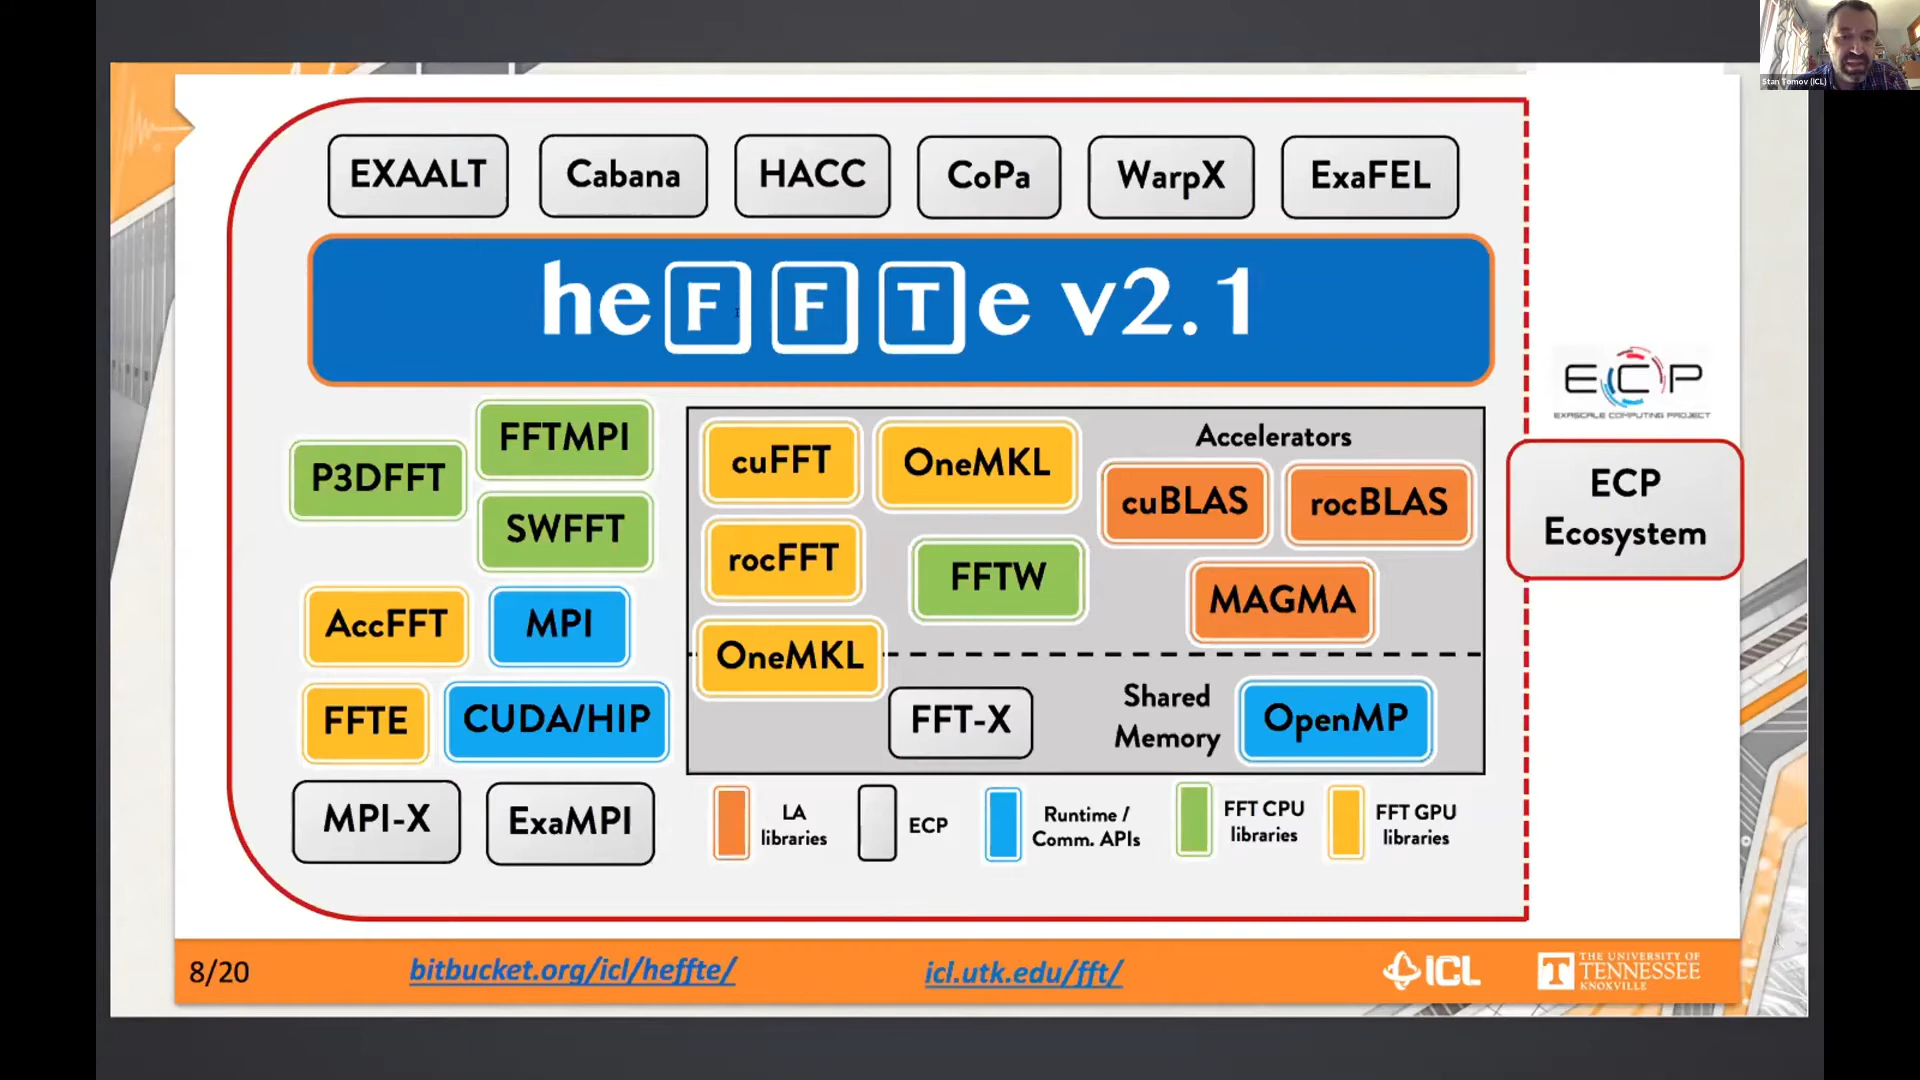 Stan Tomov (ICL)
EXAALT
Cabana
HACC
CoPa
WarpX
ExaFEL
heFFTe v2.1
ECP
EXASCALE COMPUTING PROJECT
ECP
Ecosystem
P3DFFT
FFTMPI
SWFFT
AccFFT
MPI
FFTE
CUDA/HIP
MPI-X
ExaMPI
cuFFT
OneMKL
Accelerators
cuBLAS
rocBLAS
rocFFT
FFTW
MAGMA
OneMKL
FFT-X
Shared
Memory
OpenMP
LA
libraries
ECP
Runtime /
Comm. APIs
FFT CPU
libraries
FFT GPU
libraries
8/20
bitbucket.org/icl/heffte/
icl.utk.edu/fft/
ICL
T
THE UNIVERSITY OF
TENNESSEE
KNOXVILLE